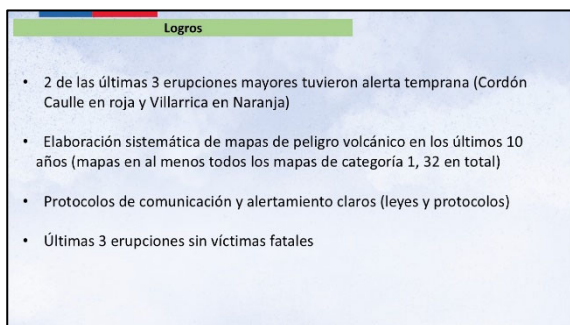 Logros
• 2 de las últimas 3 erupciones mayores tuvieron alerta temprana (Cordón
Caulle en roja y Villarrica en Naranja)
• Elaboración sistemática de mapas de peligro volcánico en los últimos 10
años (mapas en al menos todos los mapas de categoría 1, 32 en total)
• Protocolos de comunicación y alertamiento claros (leyes y protocolos)
• Últimas 3 erupciones sin víctimas fatales